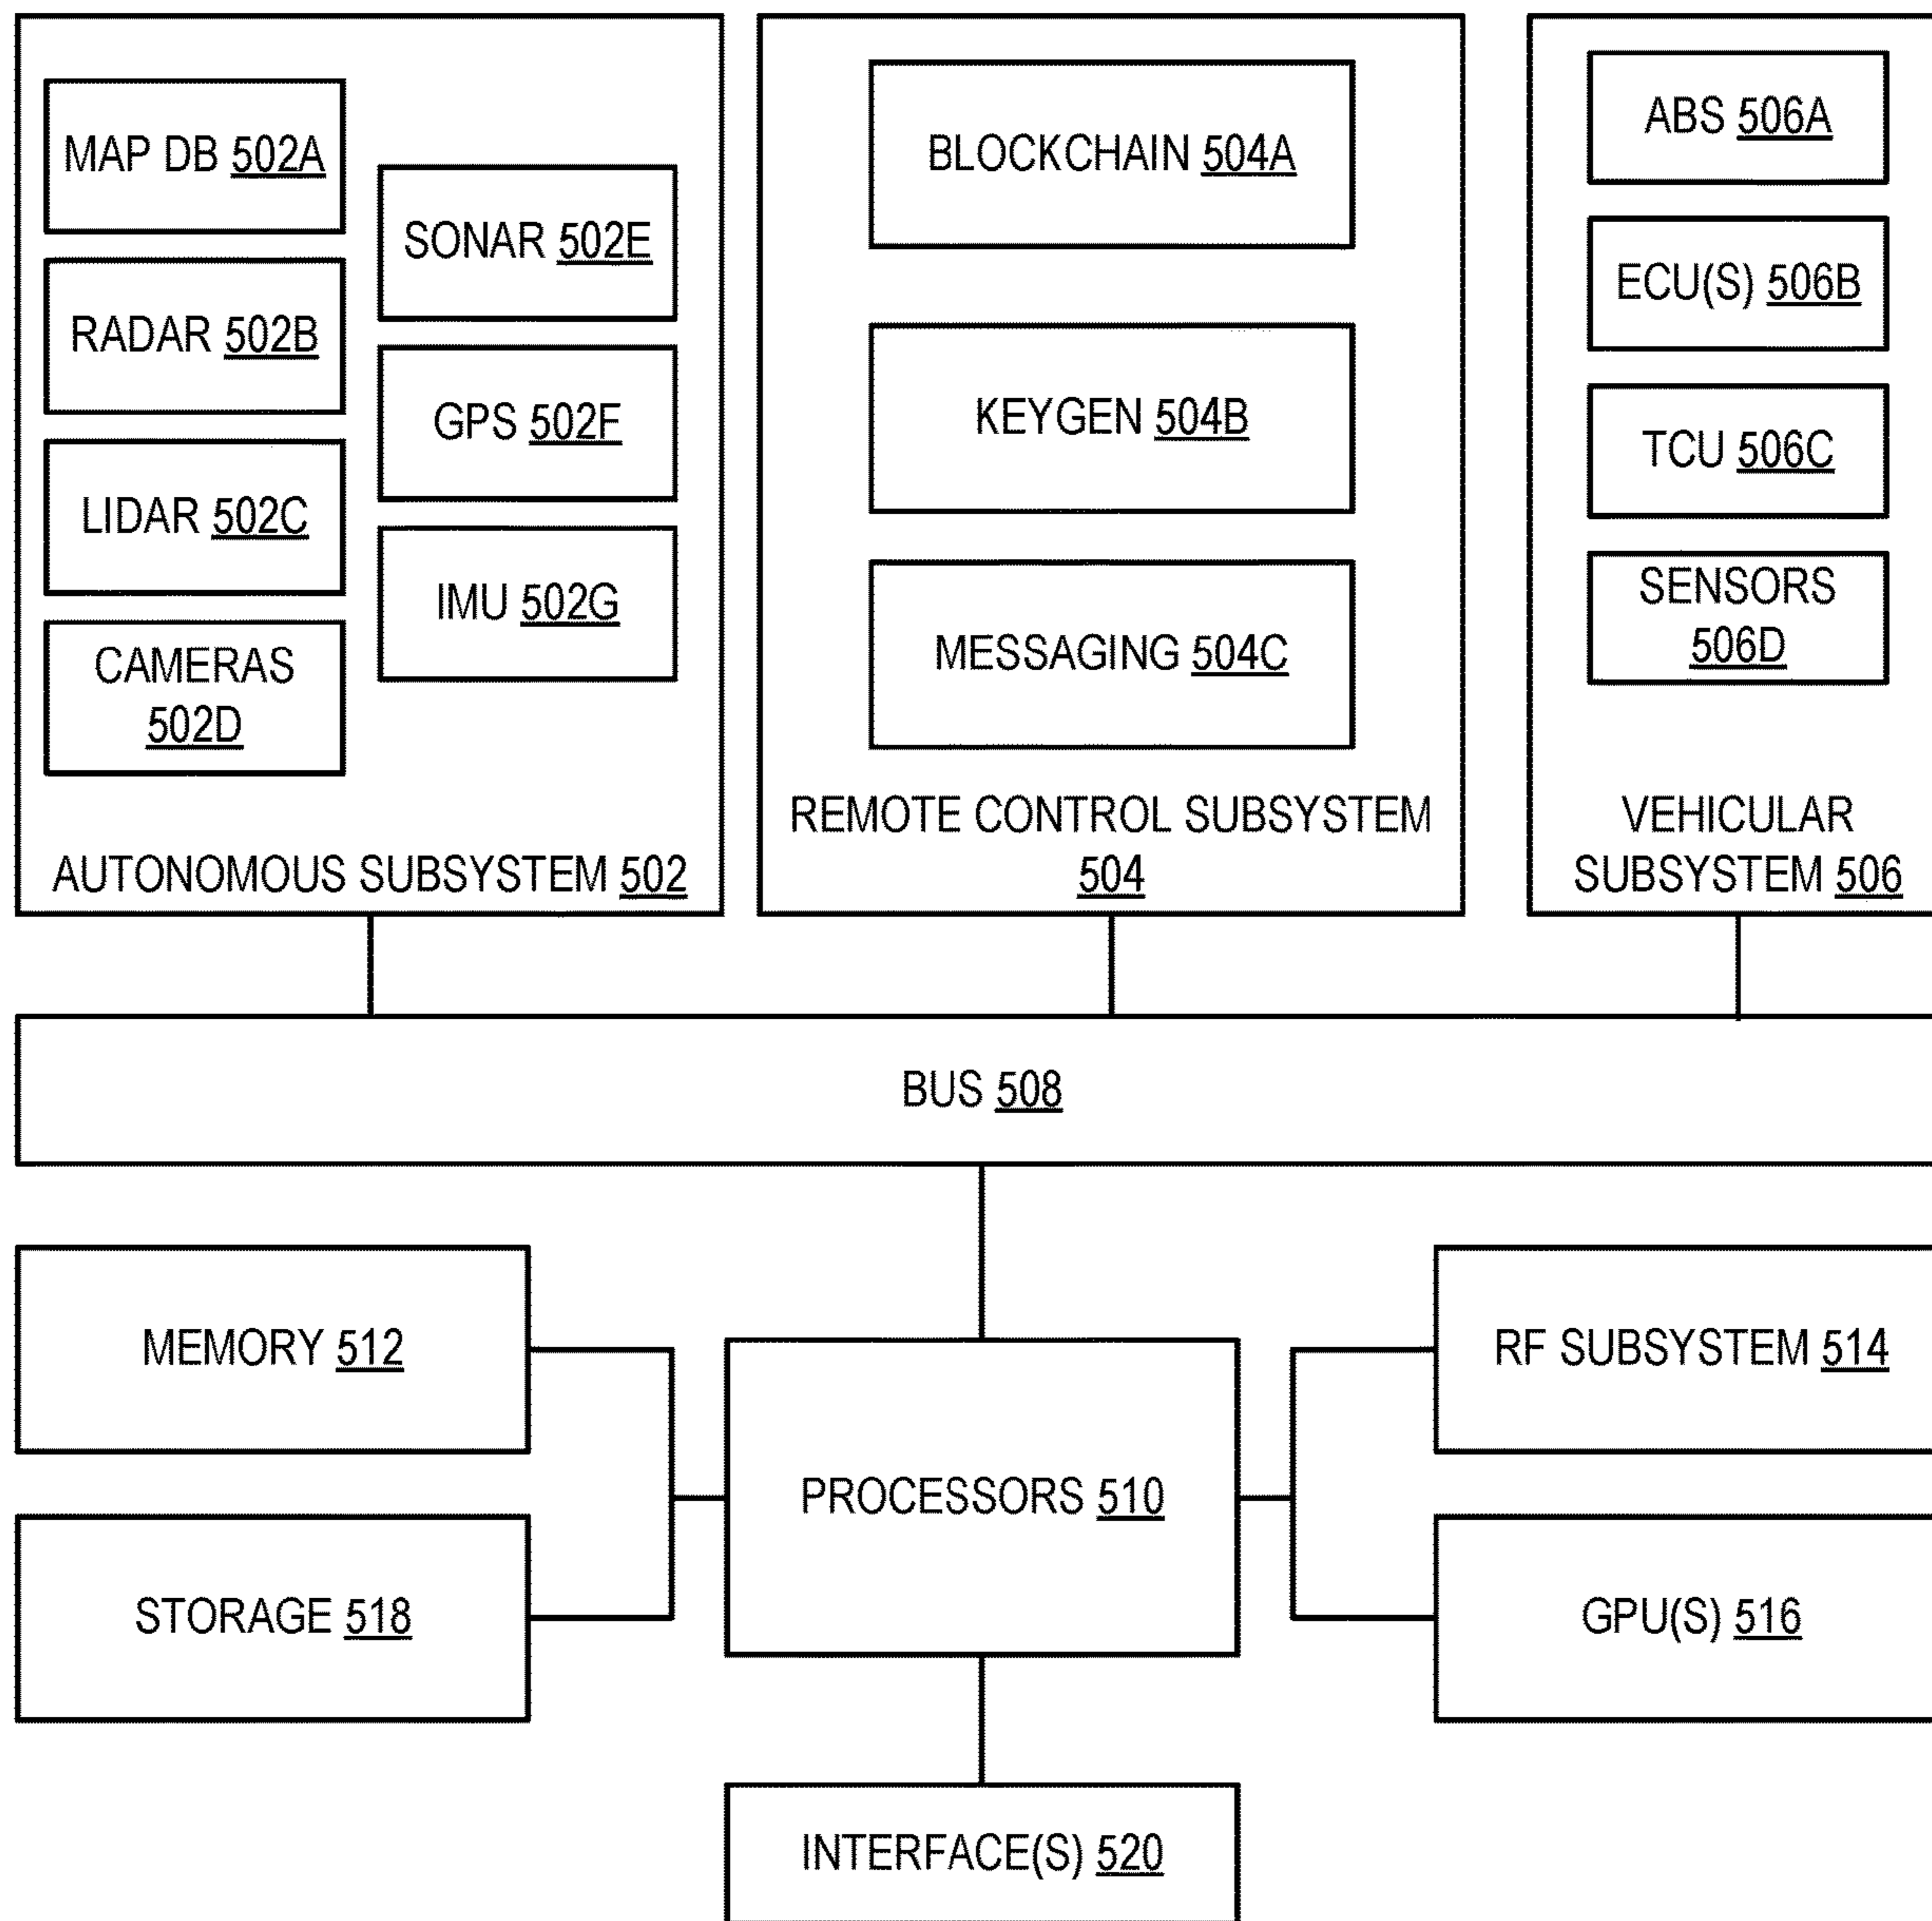 MAP DB 502A
RADAR 502B
LIDAR 502C
CAMERAS
502D
SONAR 502E
GPS 502F
IMU 502G
AUTONOMOUS SUBSYSTEM 502
BLOCKCHAIN 504A
KEYGEN 504B
MESSAGING 504C
REMOTE CONTROL SUBSYSTEM
504
ABS 506A
ECU(S) 506B
TCU 506C
SENSORS
506D
VEHICULAR
SUBSYSTEM 506
BUS 508
MEMORY 512
STORAGE 518
PROCESSORS 510
RF SUBSYSTEM 514
GPU(S) 516
INTERFACE(S) 520